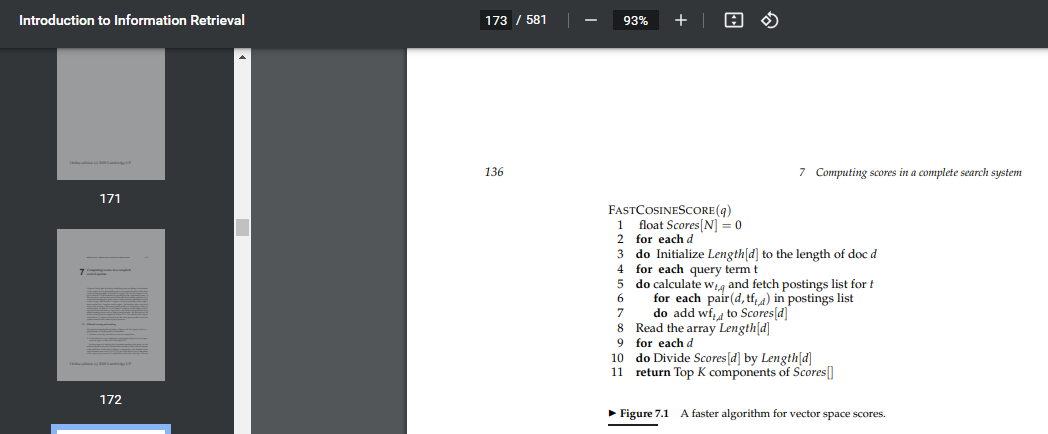 Introduction to Information Retrieval
173 / 581
93%
171
172
136
7 Computing scores in a complete search system
FASTCOSINESCORE(q)
1 float Scores[N] = 0
2 for each d
3 do Initialize Length[d] to the length of doc d
4 for each query term t
5 do calculate w_{t,q} and fetch postings list for t
6 for each pair(d, tf_{t,d}) in postings list
7 do add wf_{t,d} to Scores[d]
8 Read the array Length[d]
9 for each d
10 do Divide Scores[d] by Length[d]
11 return Top K components of Scores[]
► Figure 7.1 A faster algorithm for vector space scores.